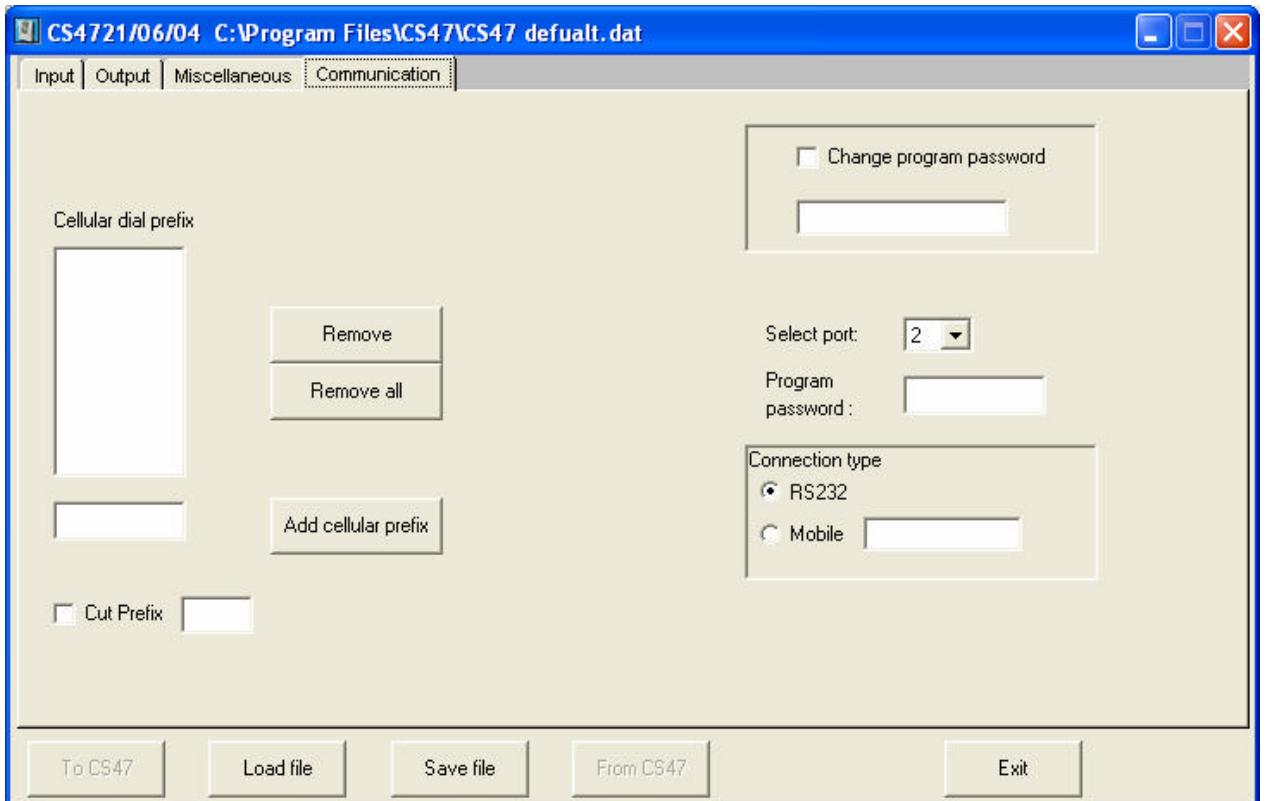 CS4721/06/04 C:\Program Files\CS47\CS47 defualt.dat
Input Output Miscellaneous Communication
Change program password
Cellular dial prefix
Remove
Remove all
Select port: 2
Program
password :
Connection type
RS232
Mobile
Add cellular prefix
Cut Prefix
To CS47 Load file Save file From CS47 Exit